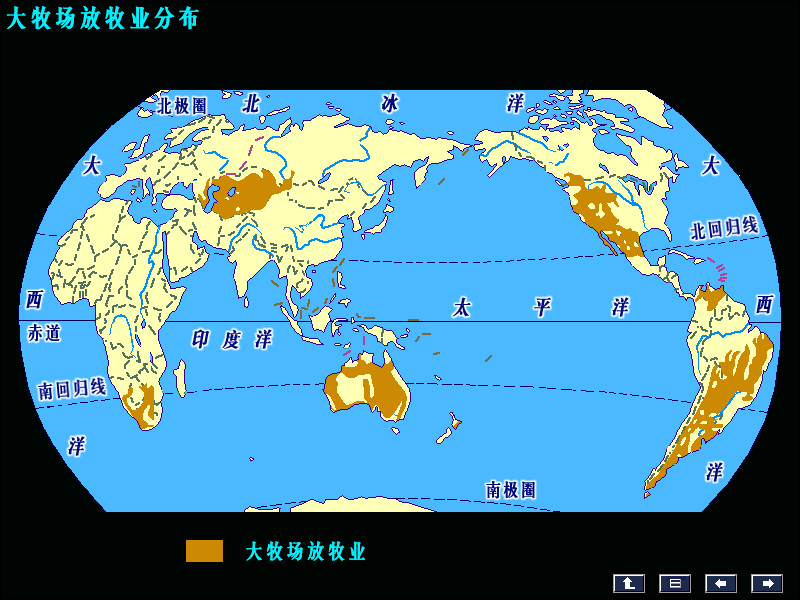 大牧场放牧业分布
北极圈
北 冰 洋
大
大
北回归线
西
太 平 洋
西
赤道
印 度 洋
南回归线
洋
洋
南极圈
大牧场放牧业